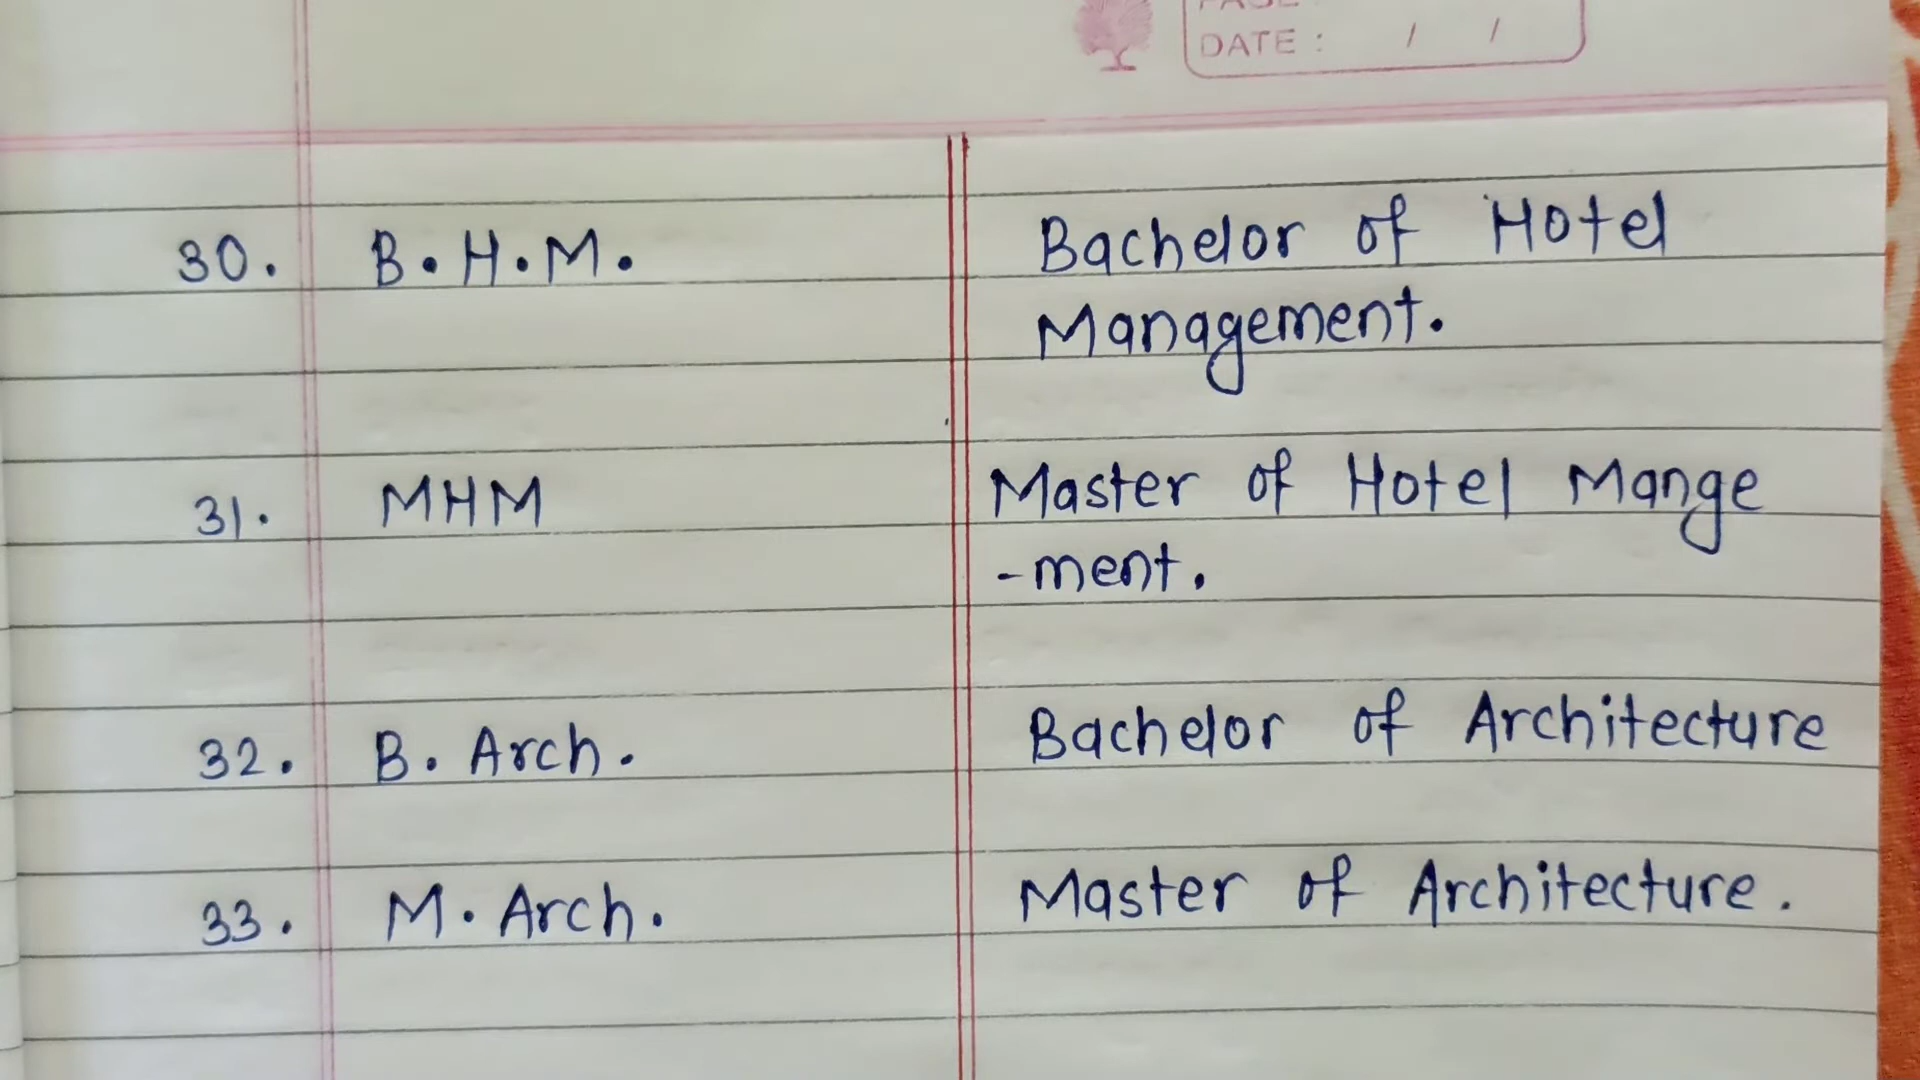 DATE : / /
30. B.H.M. Bachelor of Hotel
Management.
31. MHM Master of Hotel Mange
-ment.
32. B. Arch. Bachelor of Architecture
33. M. Arch. Master of Architecture.